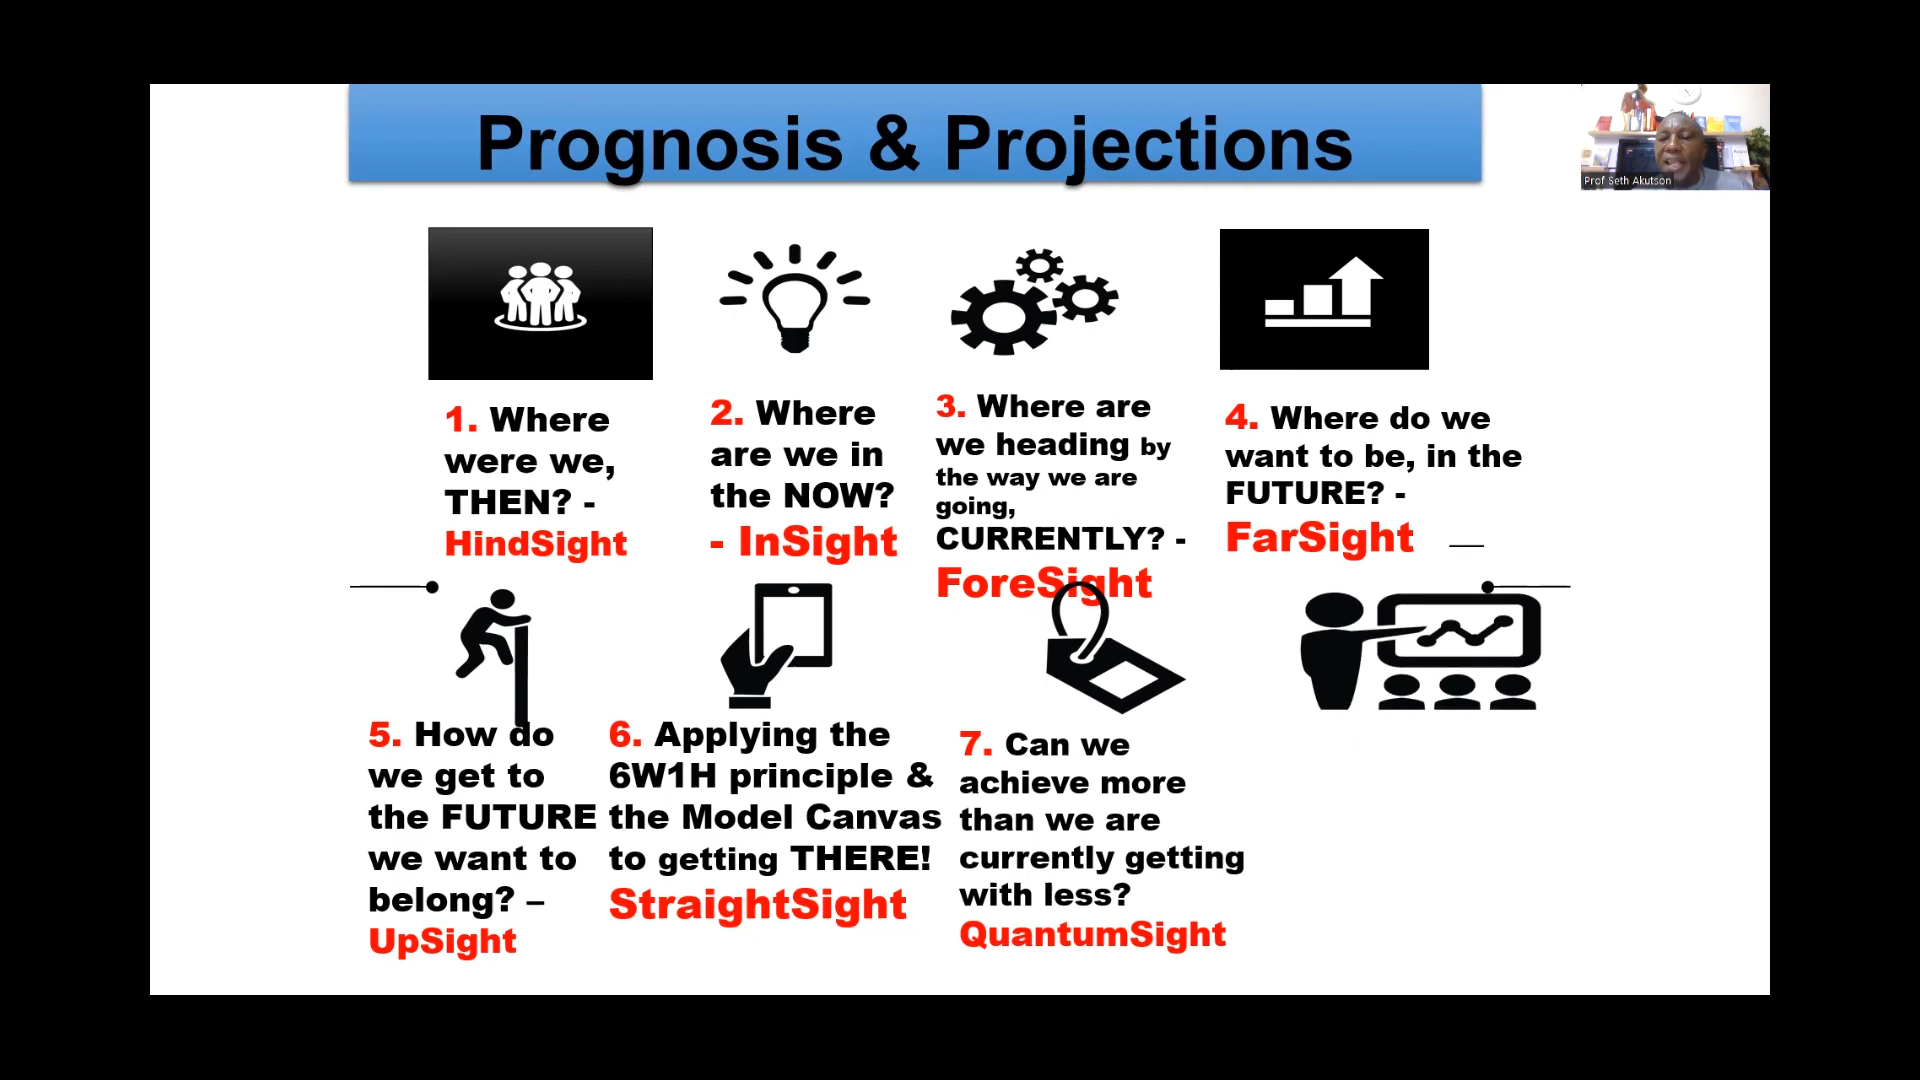 Prognosis & Projections
Prof Seth Akutson
1. Where
were we,
THEN? -
HindSight
2. Where
are we in
the NOW?
- InSight
3. Where are
we heading by
the way we are
going,
CURRENTLY? -
ForeSight
4. Where do we
want to be, in the
FUTURE? -
FarSight
5. How do
we get to
the FUTURE
we want to
belong? –
UpSight
6. Applying the
6W1H principle &
the Model Canvas
to getting THERE!
StraightSight
7. Can we
achieve more
than we are
currently getting
with less?
QuantumSight